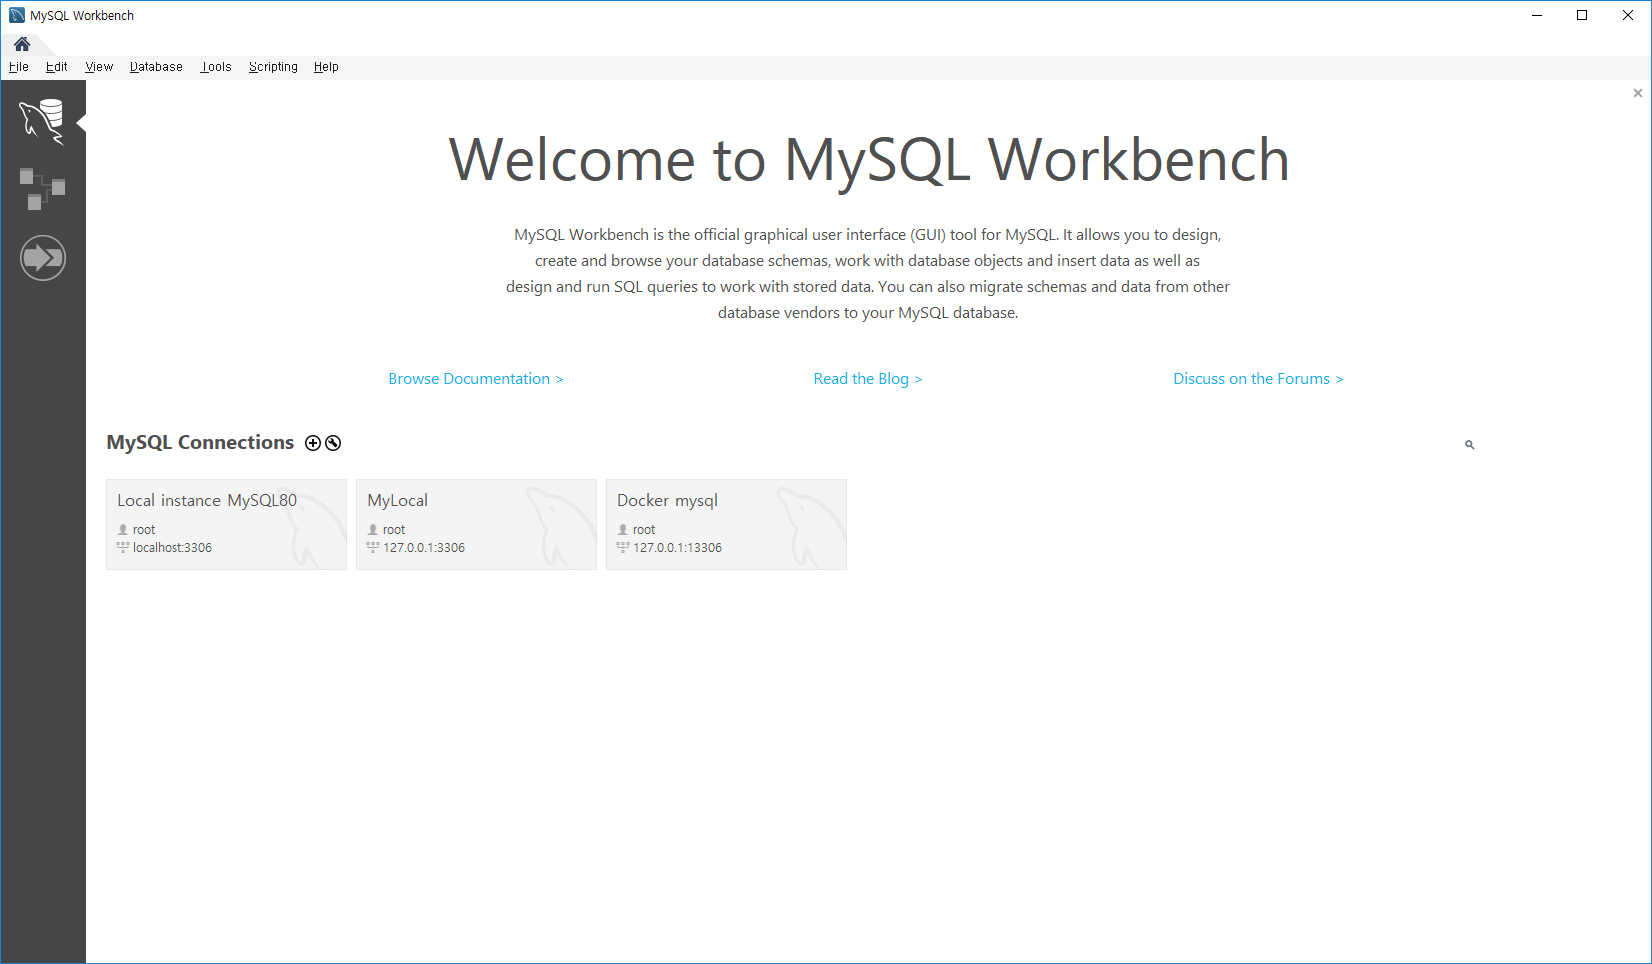 MySQL Workbench
File Edit View Database Tools Scripting Help
Welcome to MySQL Workbench
MySQL Workbench is the official graphical user interface (GUI) tool for MySQL. It allows you to design,
create and browse your database schemas, work with database objects and insert data as well as
design and run SQL queries to work with stored data. You can also migrate schemas and data from other
database vendors to your MySQL database.
Browse Documentation > Read the Blog > Discuss on the Forums >
MySQL Connections
Local instance MySQL80
root
localhost:3306
MyLocal
root
127.0.0.1:3306
Docker mysql
root
127.0.0.1:13306